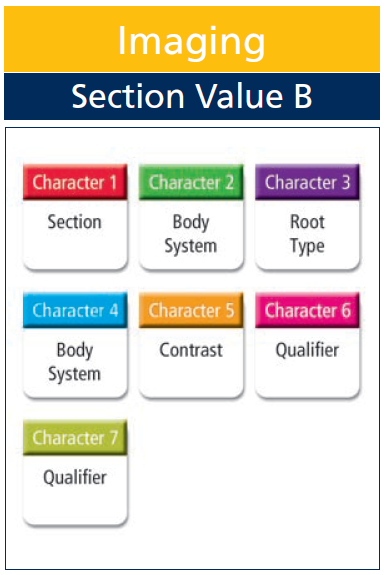 Imaging
Section Value B
Character 1
Section
Character 2
Body
System
Character 3
Root
Type
Character 4
Body
System
Character 5
Contrast
Character 6
Qualifier
Character 7
Qualifier